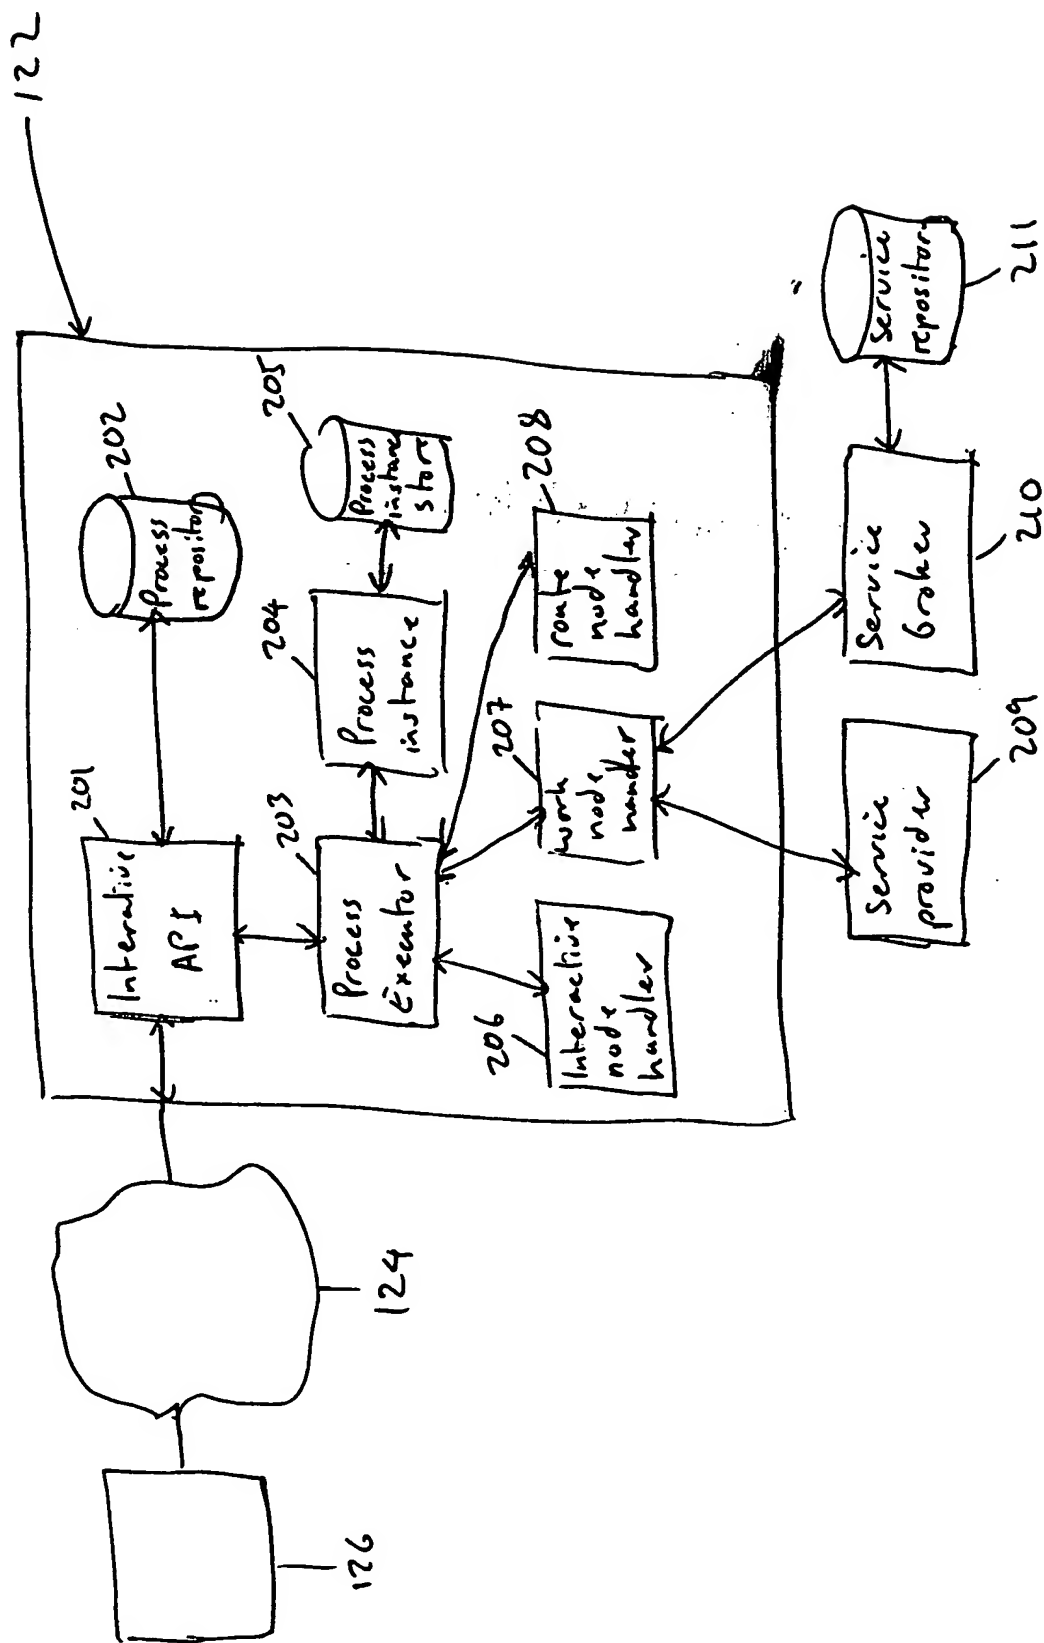 122
201
Interative
API
202
Process
repository
203
Process
Executor
204
Process
instance
205
Process
instance
store
206
Interactive
node
handler
207
work
node
handler
208
route
node
handler
124
126
Service
provider
209
Service
broker
210
Service
repository
211